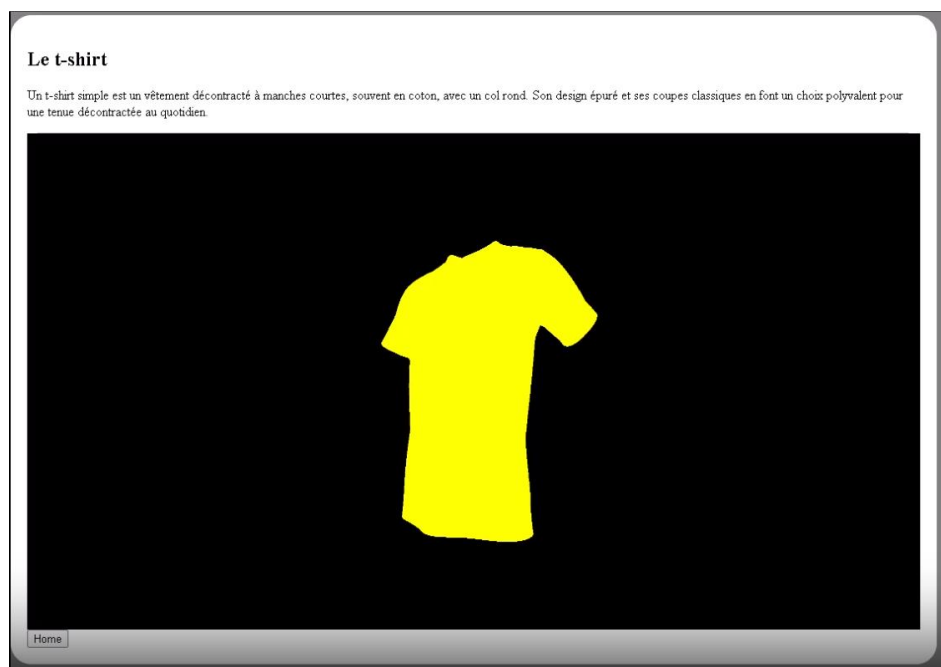 Le t-shirt
Un t-shirt simple est un vêtement décontracté à manches courtes, souvent en coton, avec un col rond. Son design épuré et ses coupes classiques en font un choix polyvalent pour
une tenue décontractée au quotidien.
Home